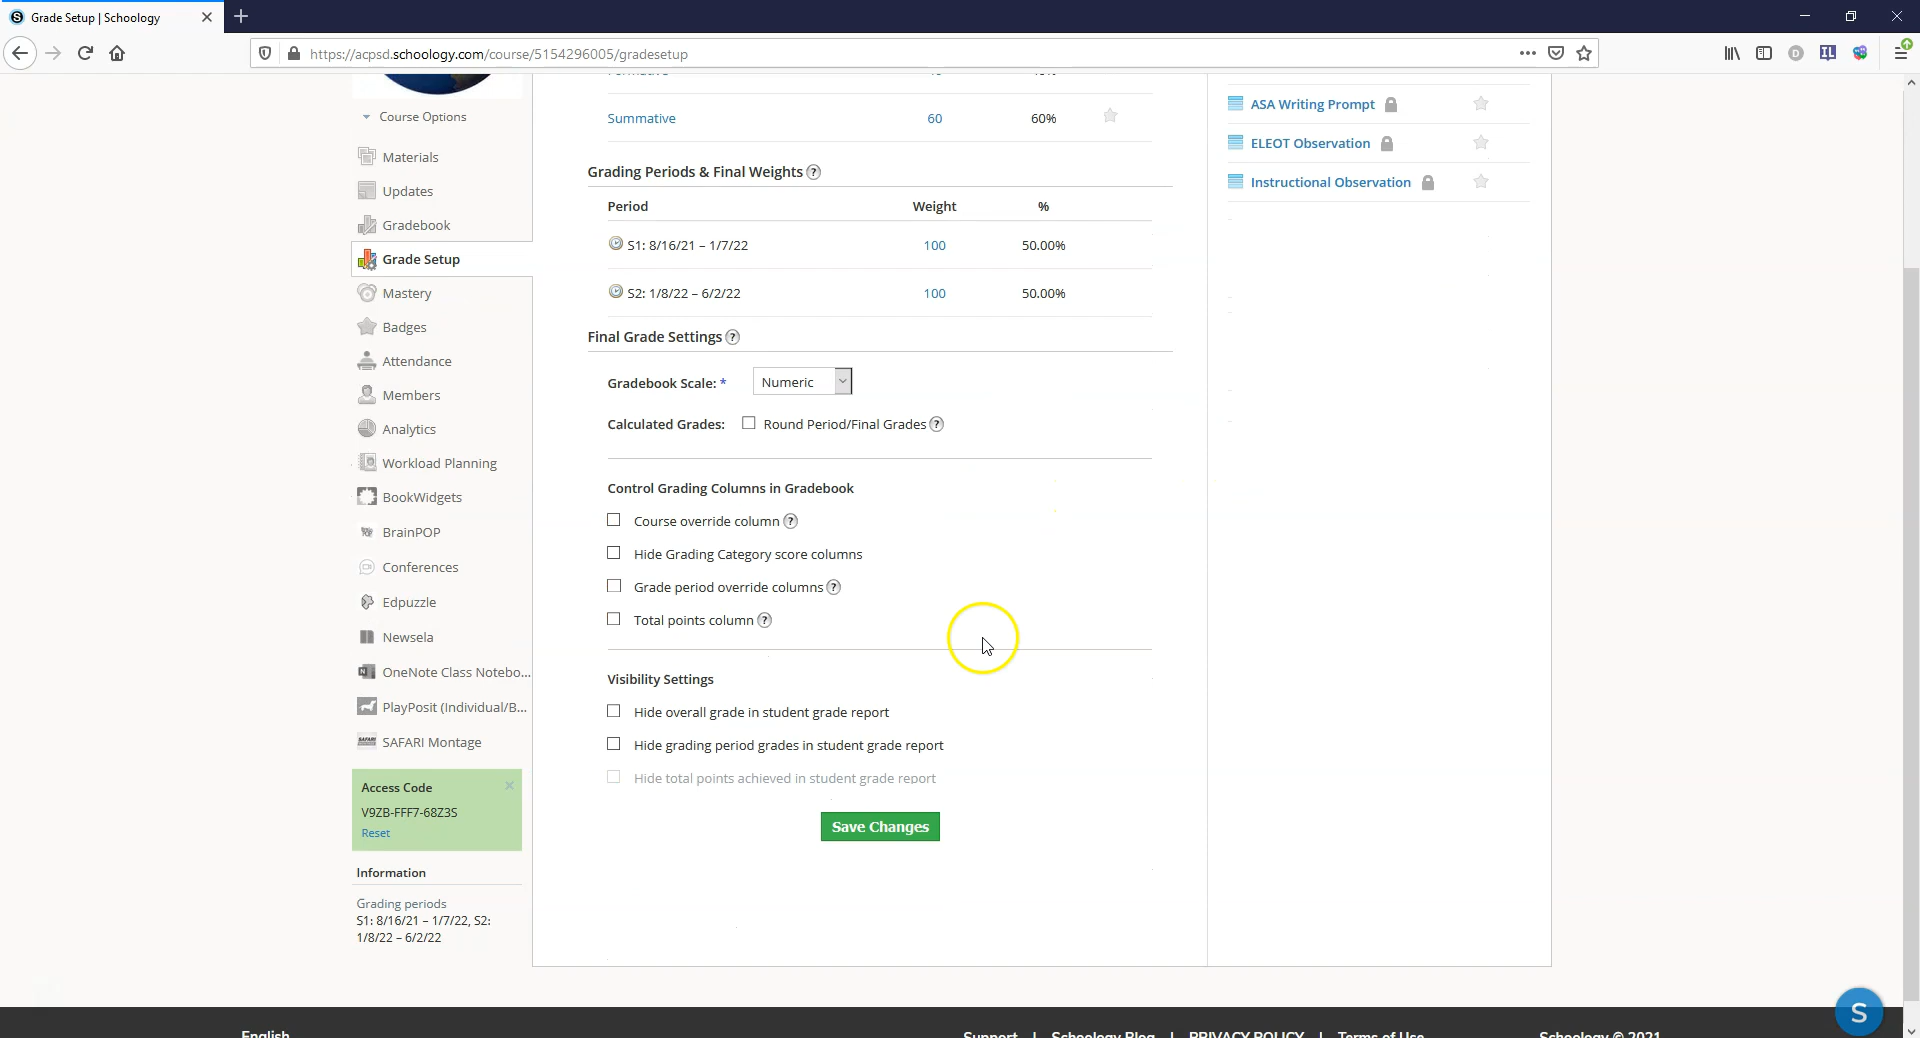 Grade Setup | Schoology
https://acpsd.schoology.com/course/5154296005/gradesetup
Course Options
Materials
Updates
Gradebook
Grade Setup
Mastery
Badges
Attendance
Members
Analytics
Workload Planning
BookWidgets
BrainPOP
Conferences
Edpuzzle
Newsela
OneNote Class Notebo...
PlayPosit (Individual/B...
SAFARI Montage
Access Code
V9ZB-FFF7-68Z3S
Reset
Information
Grading periods
S1: 8/16/21 – 1/7/22, S2:
1/8/22 – 6/2/22
Summative 60 60%
Grading Periods & Final Weights ?
Period Weight %
S1: 8/16/21 – 1/7/22 100 50.00%
S2: 1/8/22 – 6/2/22 100 50.00%
Final Grade Settings ?
Gradebook Scale: * Numeric
Calculated Grades: Round Period/Final Grades ?
Control Grading Columns in Gradebook
Course override column ?
Hide Grading Category score columns
Grade period override columns ?
Total points column ?
Visibility Settings
Hide overall grade in student grade report
Hide grading period grades in student grade report
Hide total points achieved in student grade report
Save Changes
ASA Writing Prompt
ELEOT Observation
Instructional Observation
S
English
Support | Schoology Blog | PRIVACY POLICY | Terms of Use
Schoology © 2021